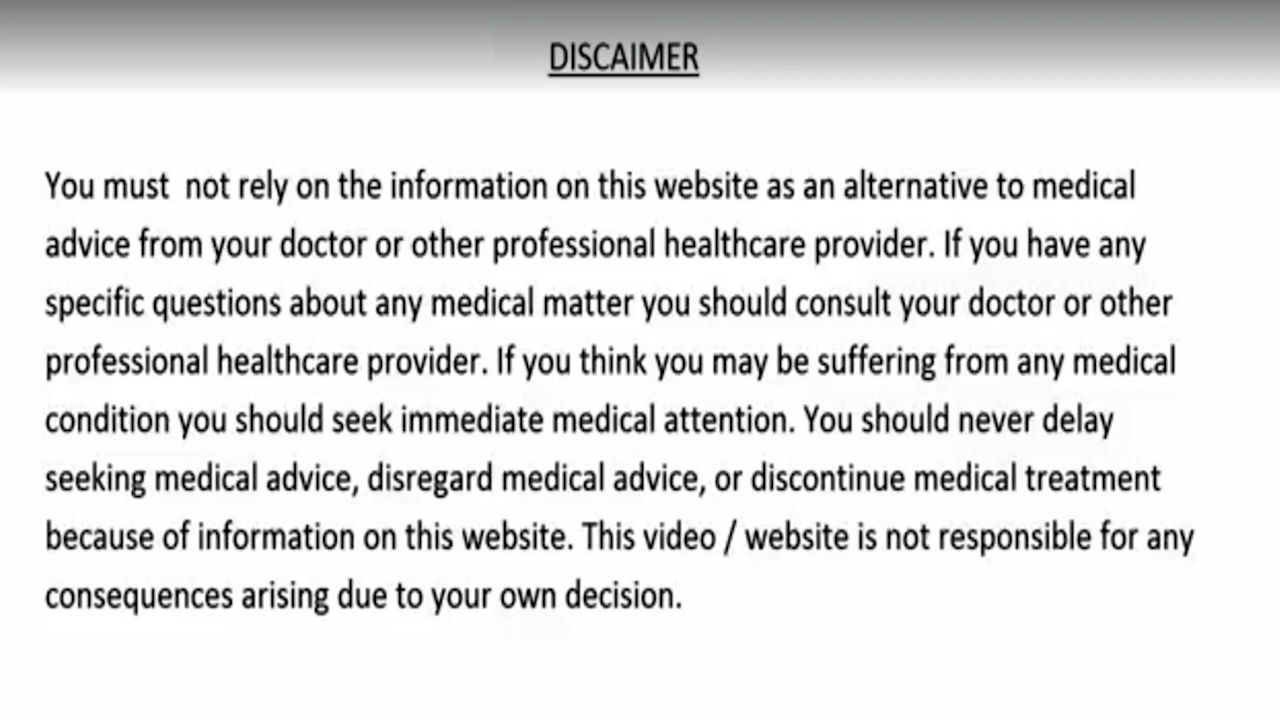 DISCAIMER
You must  not rely on the information on this website as an alternative to medical
advice from your doctor or other professional healthcare provider. If you have any
specific questions about any medical matter you should consult your doctor or other
professional healthcare provider. If you think you may be suffering from any medical
condition you should seek immediate medical attention. You should never delay
seeking medical advice, disregard medical advice, or discontinue medical treatment
because of information on this website. This video / website is not responsible for any
consequences arising due to your own decision.